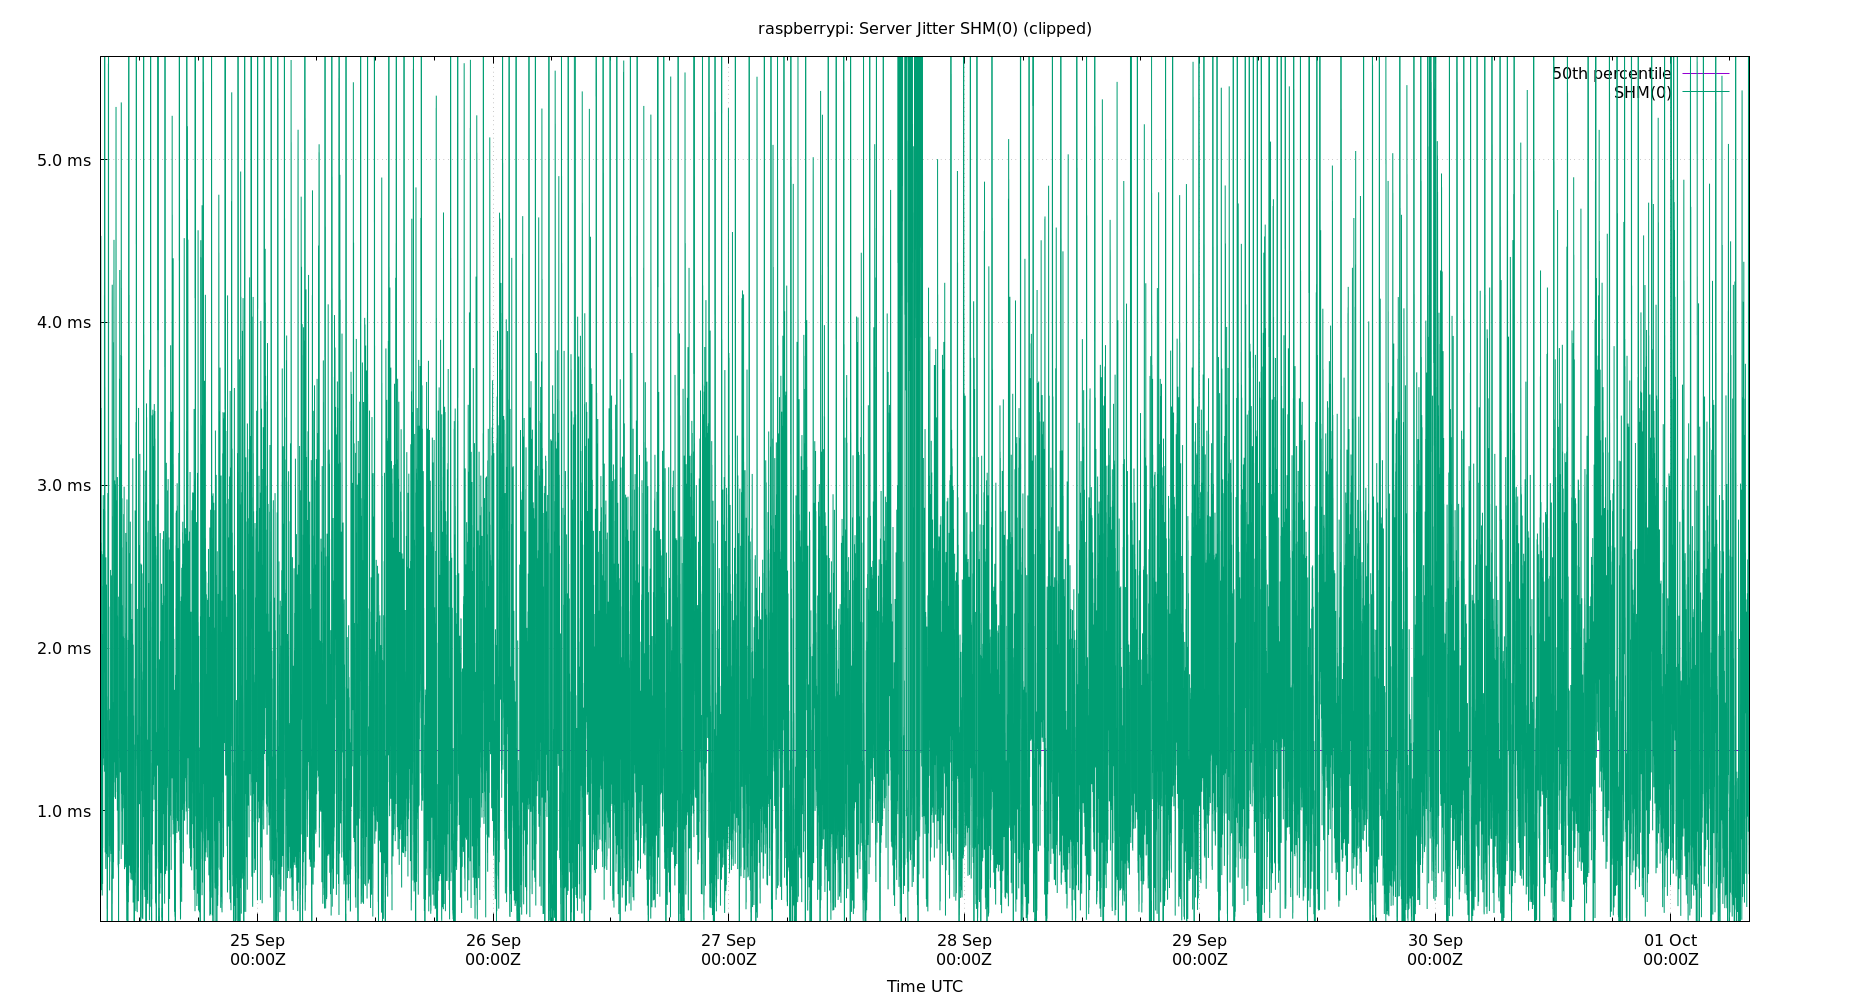 raspberrypi: Server Jitter SHM(0) (clipped)
50th percentile
SHM(0)
5.0 ms
4.0 ms
3.0 ms
2.0 ms
1.0 ms
25 Sep 26 Sep 27 Sep 28 Sep 29 Sep 30 Sep 01 Oct
00:00Z 00:00Z 00:00Z 00:00Z 00:00Z 00:00Z 00:00Z
Time UTC